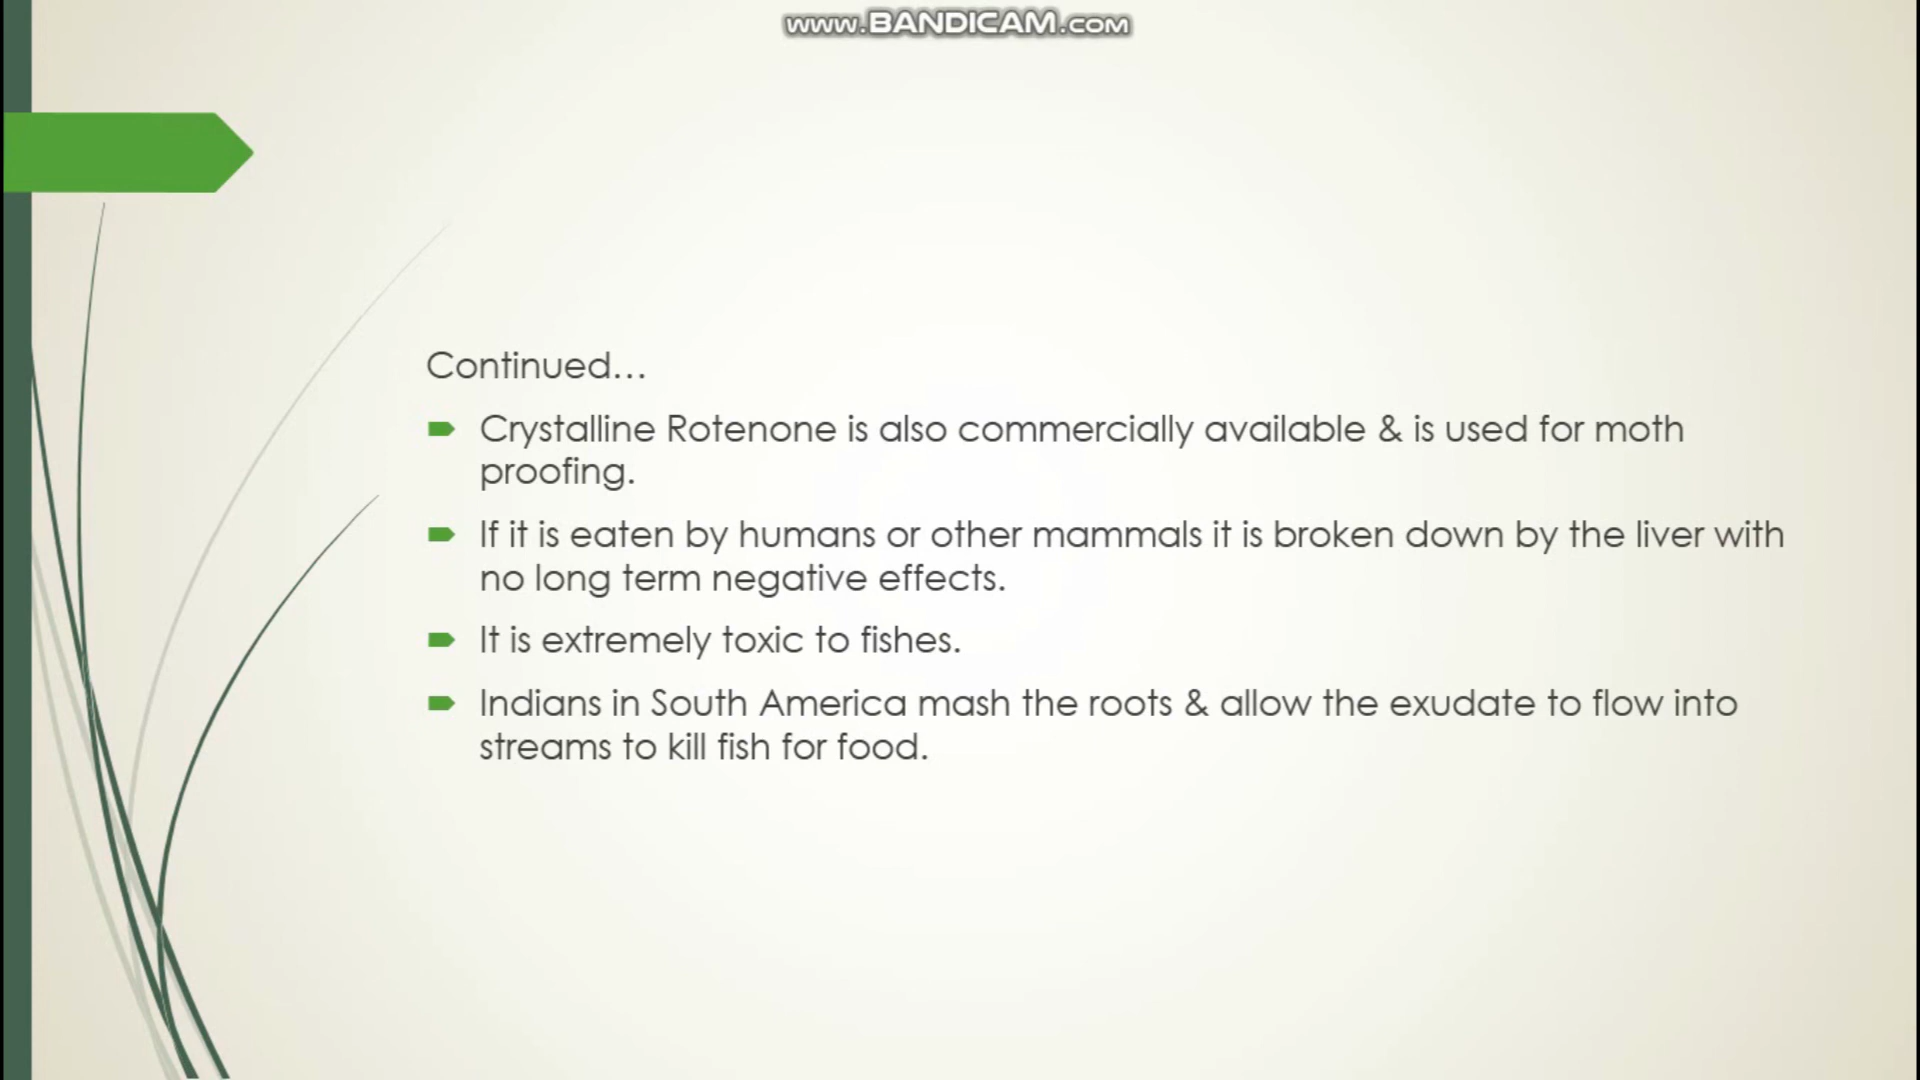 www.BANDICAM.com
Continued...
Crystalline Rotenone is also commercially available & is used for moth
proofing.
If it is eaten by humans or other mammals it is broken down by the liver with
no long term negative effects.
It is extremely toxic to fishes.
Indians in South America mash the roots & allow the exudate to flow into
streams to kill fish for food.